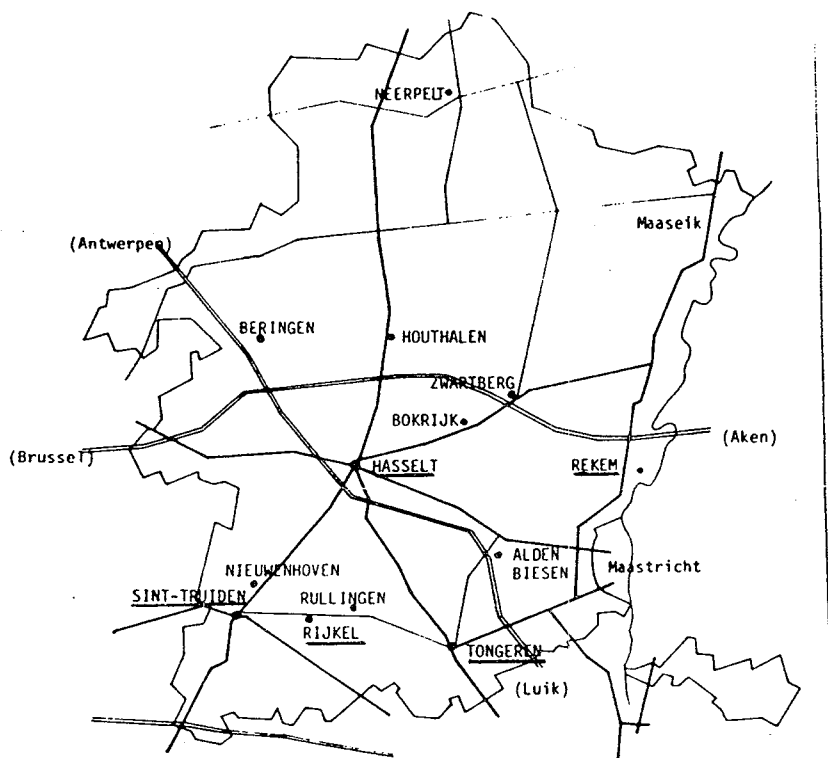 NEERPELT
Maaseik
(Antwerpen)
BERINGEN
HOUTHALEN
ZWARTBERG
BOKRIJK
(Aken)
(Brussel)
HASSELT
REKEM
ALDEN
BIESEN
Maastricht
NIEUWENHOVEN
SINT-TRUIDEN
RULLINGEN
RIJKEL
TONGEREN
(Luik)